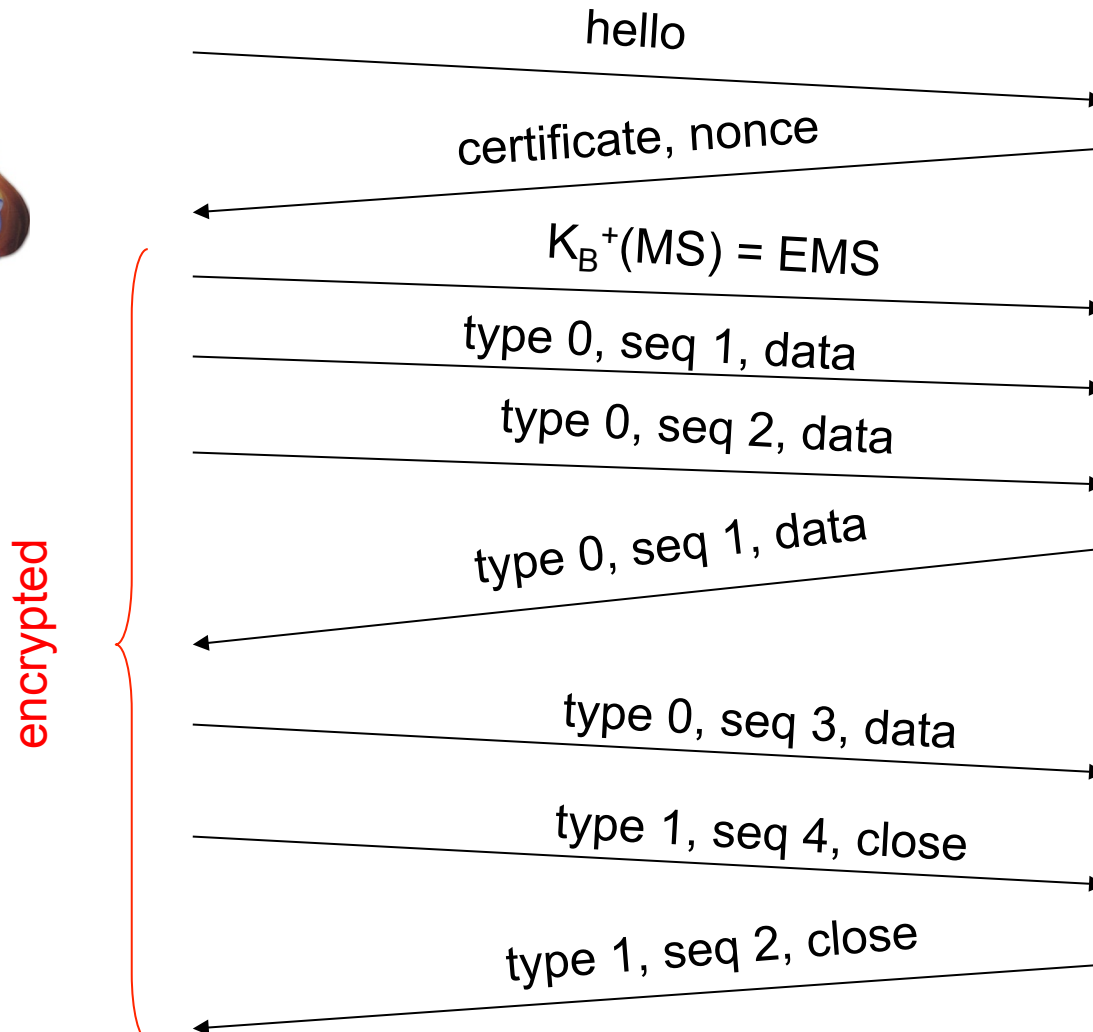 hello
certificate, nonce
K_B^+(MS) = EMS
type 0, seq 1, data
type 0, seq 2, data
type 0, seq 1, data
encrypted
type 0, seq 3, data
type 1, seq 4, close
type 1, seq 2, close